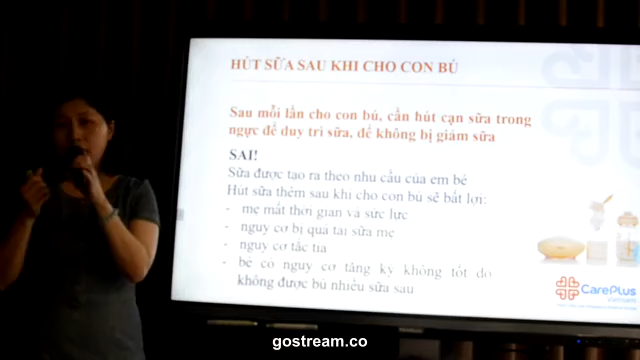 HÚT SỮA SAU KHI CHO CON BÚ
Sau mỗi lần cho con bú, cần hút cạn sữa trong
ngực để duy trì sữa, để không bị giảm sữa
SAI!
Sữa được tạo ra theo nhu cầu của em bé
Hút sữa thêm sau khi cho con bú sẽ bất lợi:
- mẹ mất thời gian và sức lực
- nguy cơ bị quá tải sữa mẹ
- nguy cơ tắc tia
- bé có nguy cơ tăng ký không tốt do
không được bú nhiều sữa sau
CarePlus
Vietnam
gostream.co